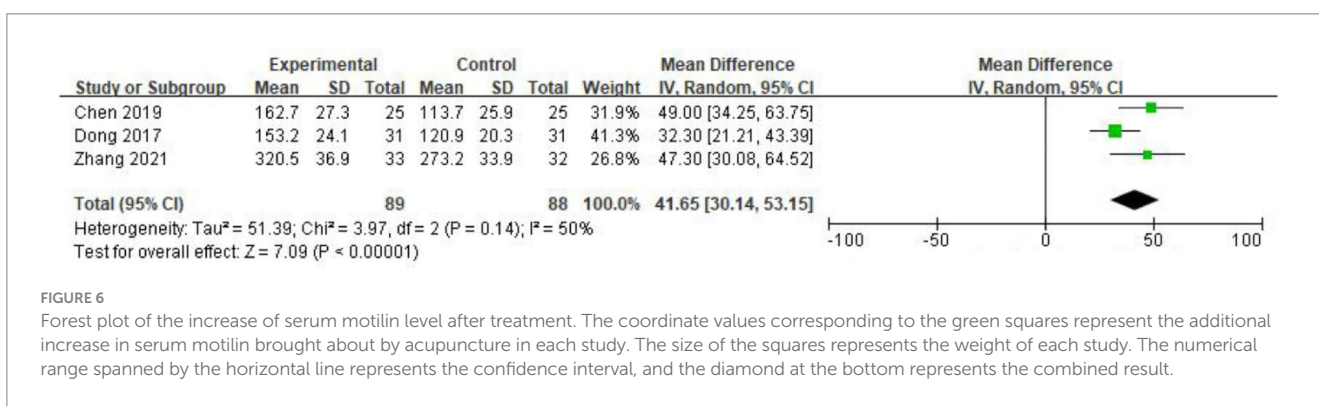 Experimental Control Mean Difference Mean Difference
Study or Subgroup Mean SD Total Mean SD Total Weight IV, Random, 95% CI IV, Random, 95% CI
Chen 2019 162.7 27.3 25 113.7 25.9 25 31.9% 49.00 [34.25, 63.75]
Dong 2017 153.2 24.1 31 120.9 20.3 31 41.3% 32.30 [21.21, 43.39]
Zhang 2021 320.5 36.9 33 273.2 33.9 32 26.8% 47.30 [30.08, 64.52]
Total (95% CI) 89 88 100.0% 41.65 [30.14, 53.15]
Heterogeneity: Tau² = 51.39; Chi² = 3.97, df = 2 (P = 0.14); I² = 50%
Test for overall effect: Z = 7.09 (P < 0.00001)
-100 -50 0 50 100
FIGURE 6
Forest plot of the increase of serum motilin level after treatment. The coordinate values corresponding to the green squares represent the additional
increase in serum motilin brought about by acupuncture in each study. The size of the squares represents the weight of each study. The numerical
range spanned by the horizontal line represents the confidence interval, and the diamond at the bottom represents the combined result.